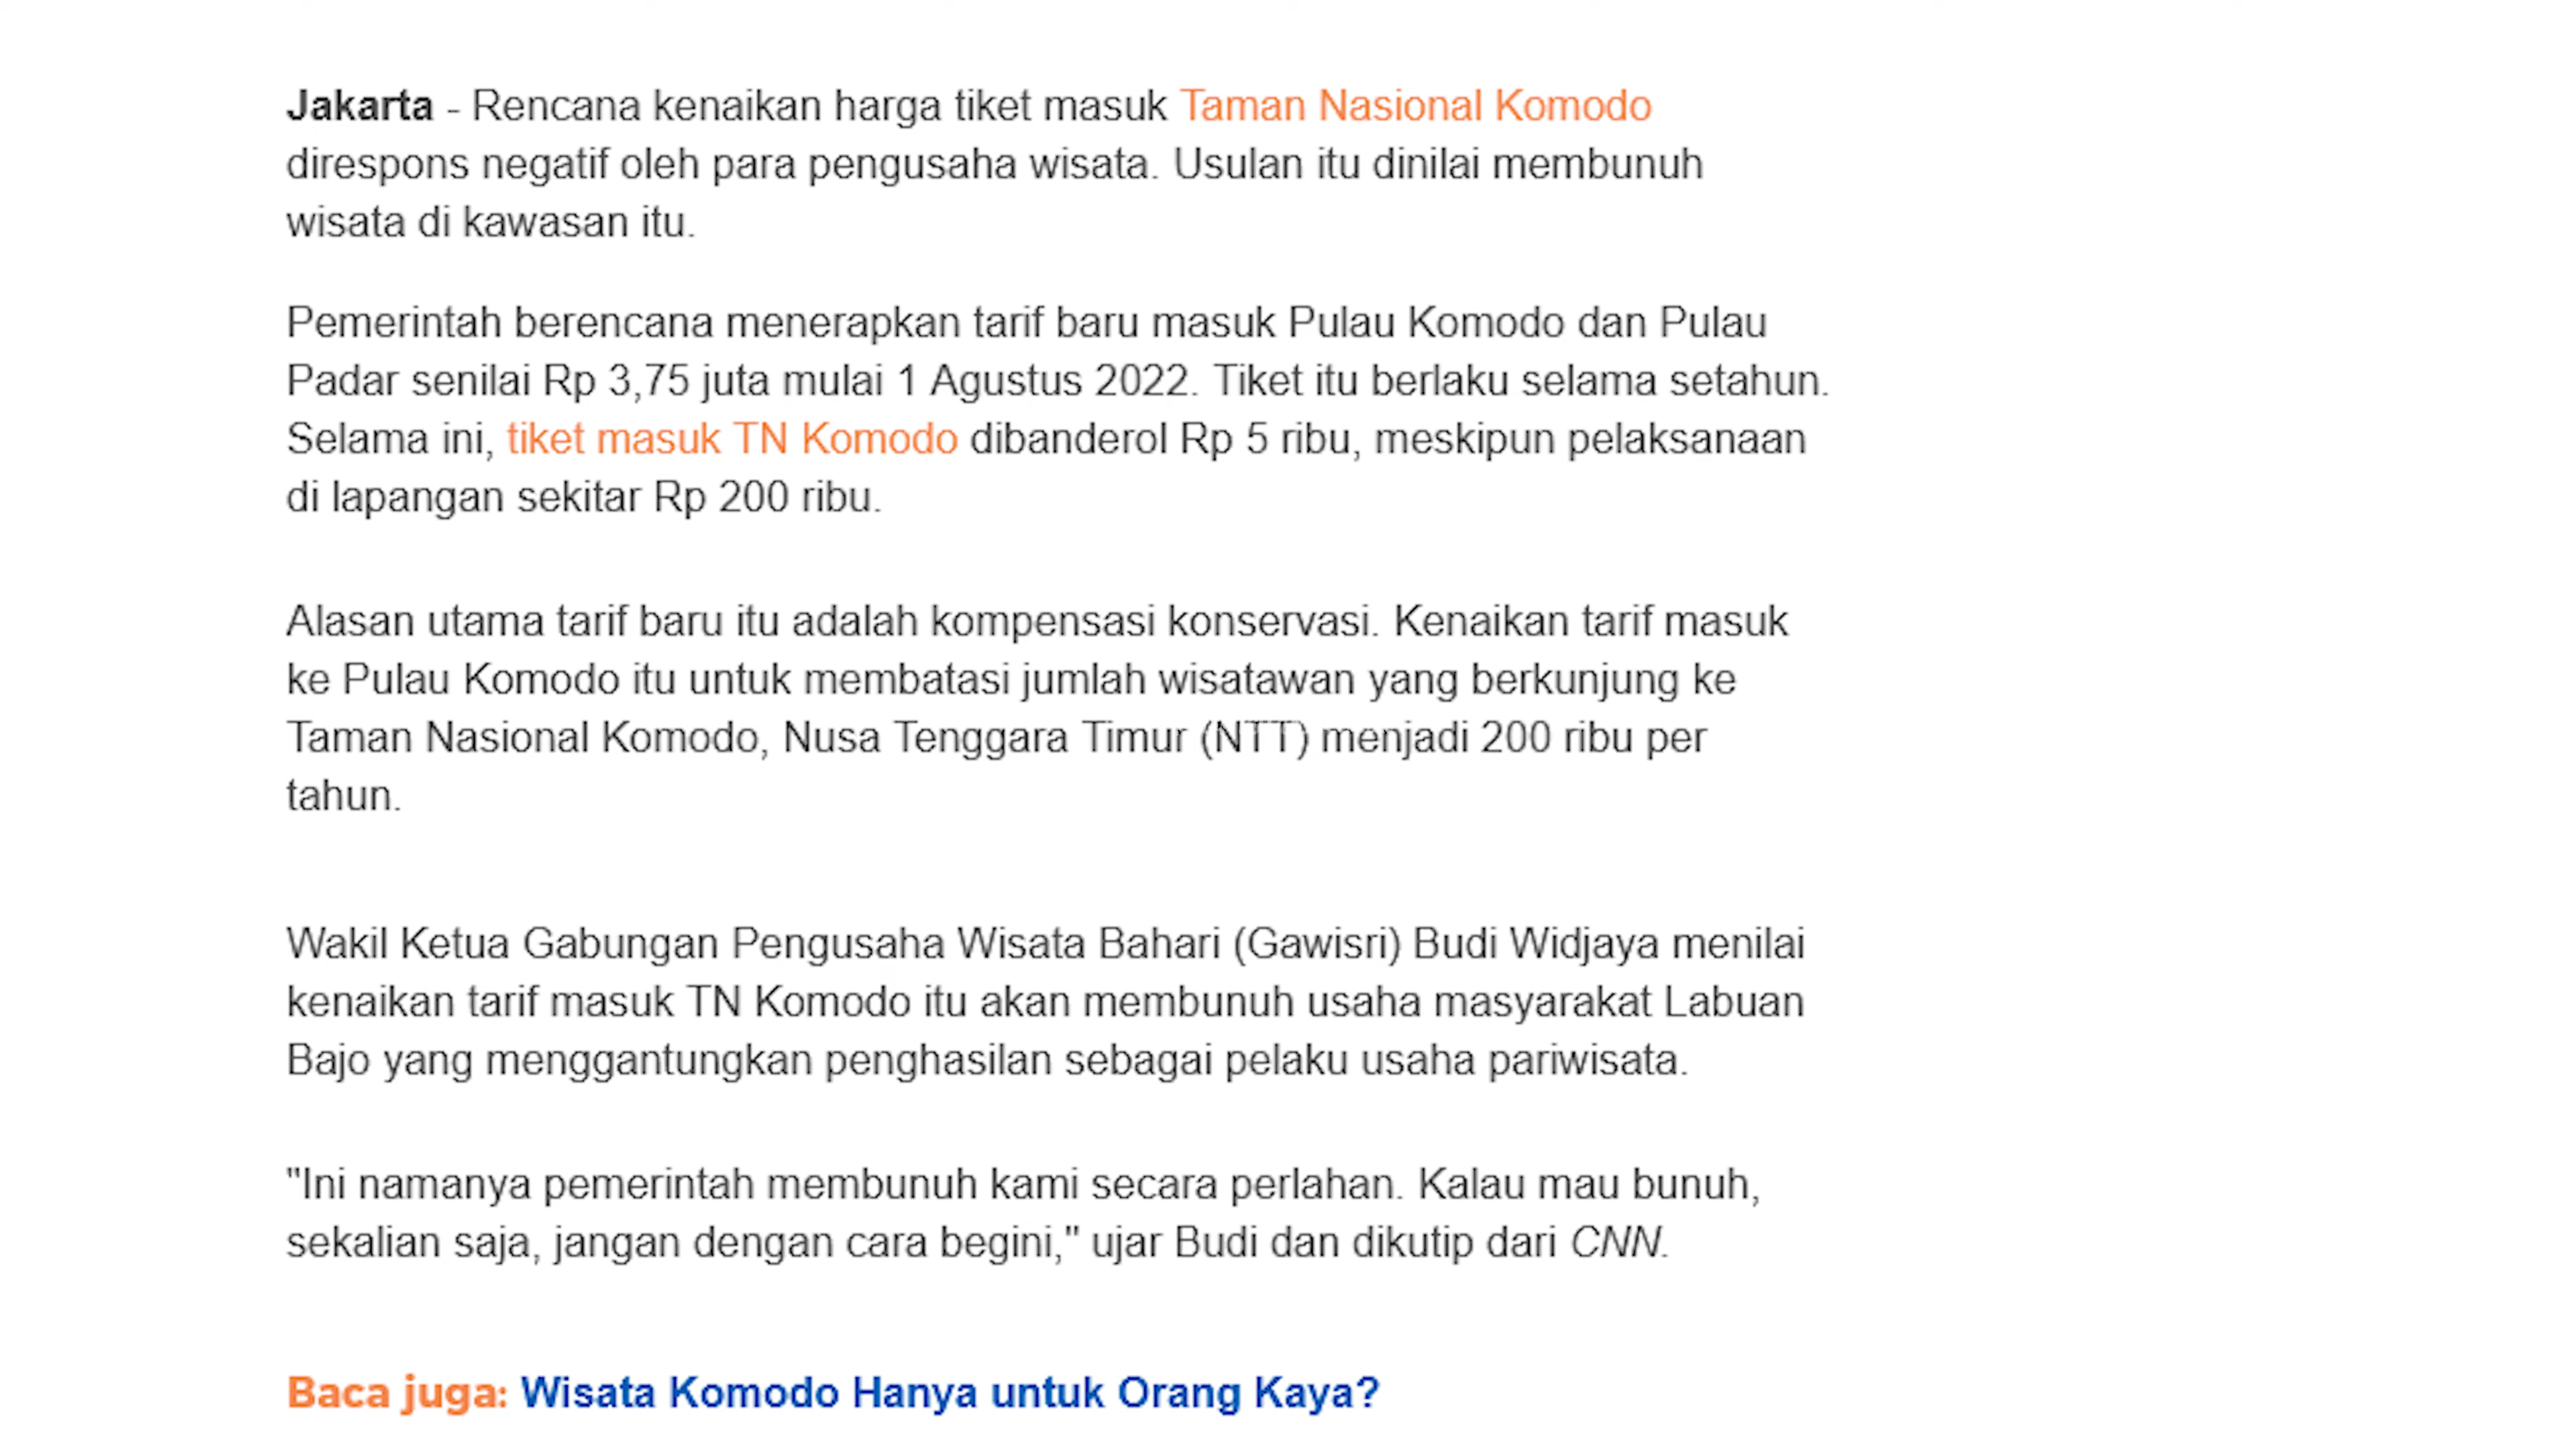 Jakarta - Rencana kenaikan harga tiket masuk Taman Nasional Komodo
direspons negatif oleh para pengusaha wisata. Usulan itu dinilai membunuh
wisata di kawasan itu.
Pemerintah berencana menerapkan tarif baru masuk Pulau Komodo dan Pulau
Padar senilai Rp 3,75 juta mulai 1 Agustus 2022. Tiket itu berlaku selama setahun.
Selama ini, tiket masuk TN Komodo dibanderol Rp 5 ribu, meskipun pelaksanaan
di lapangan sekitar Rp 200 ribu.
Alasan utama tarif baru itu adalah kompensasi konservasi. Kenaikan tarif masuk
ke Pulau Komodo itu untuk membatasi jumlah wisatawan yang berkunjung ke
Taman Nasional Komodo, Nusa Tenggara Timur (NTT) menjadi 200 ribu per
tahun.
Wakil Ketua Gabungan Pengusaha Wisata Bahari (Gawisri) Budi Widjaya menilai
kenaikan tarif masuk TN Komodo itu akan membunuh usaha masyarakat Labuan
Bajo yang menggantungkan penghasilan sebagai pelaku usaha pariwisata.
"Ini namanya pemerintah membunuh kami secara perlahan. Kalau mau bunuh,
sekalian saja, jangan dengan cara begini," ujar Budi dan dikutip dari CNN.
Baca juga: Wisata Komodo Hanya untuk Orang Kaya?